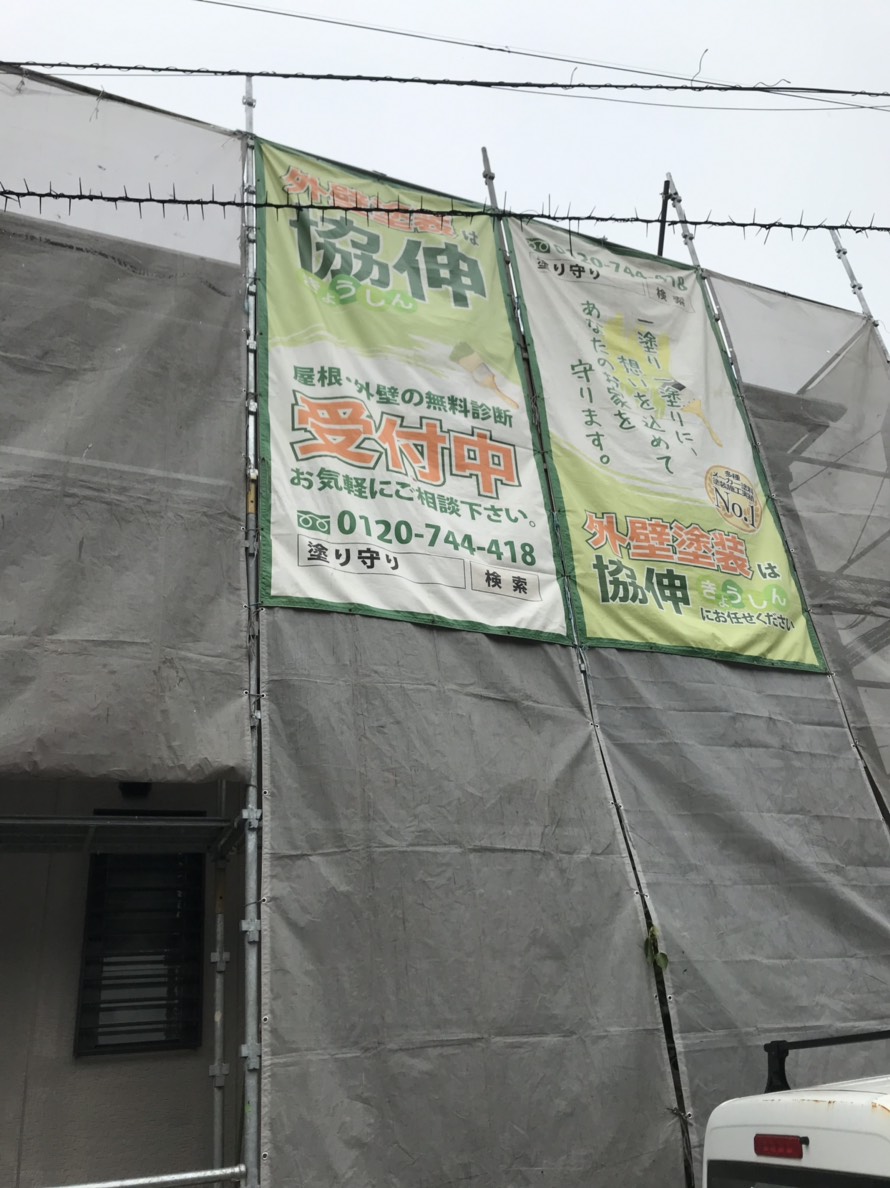 外壁塗装は
協伸
きょうしん
屋根・外壁の無料診断
受付中
お気軽にご相談下さい。
0120-744-418
塗り守り 検索
0120-744-
塗り守り 検索
一塗り一塗りに、
想いを込めて
あなたの
守ります。
No.1
外壁塗装は
協伸 きょうしん
にお任せください